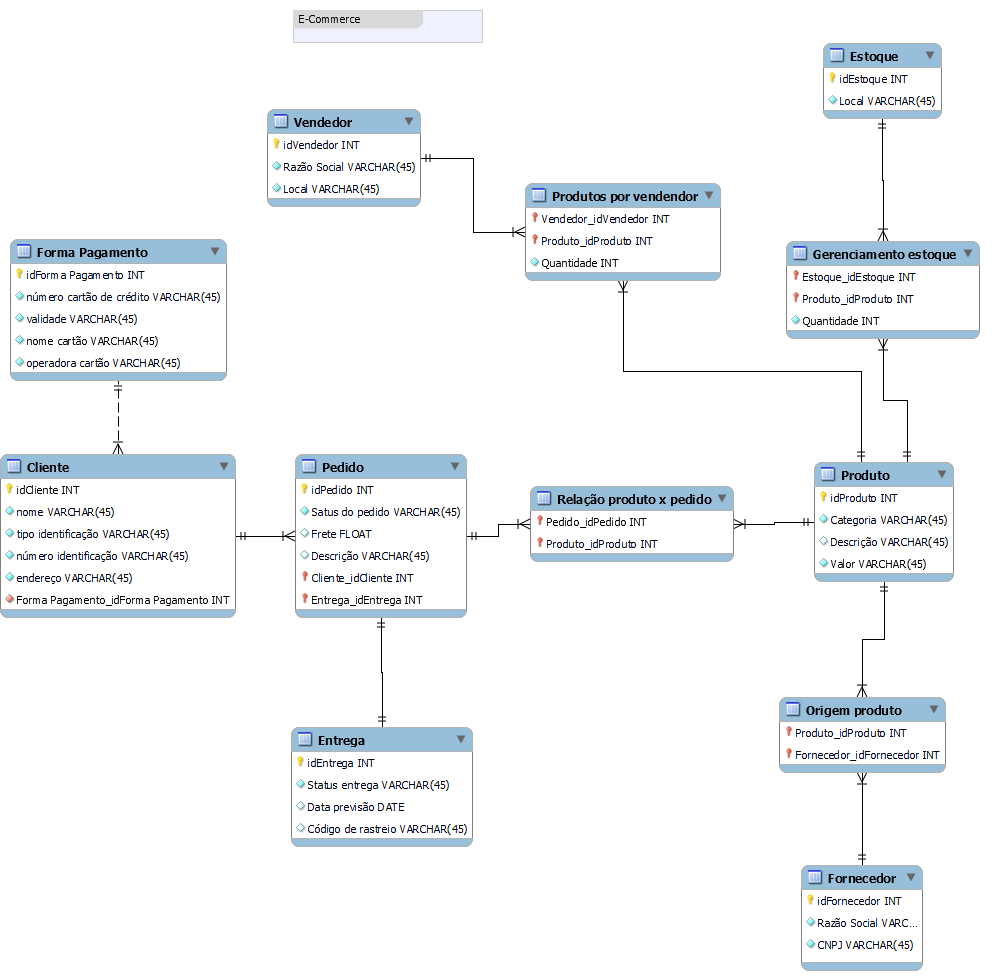 E-Commerce
Estoque
idEstoque INT
Local VARCHAR(45)
Vendedor
idVendedor INT
Razão Social VARCHAR(45)
Local VARCHAR(45)
Produtos por vendendor
Vendedor_idVendedor INT
Produto_idProduto INT
Quantidade INT
Forma Pagamento
idForma Pagamento INT
número cartão de crédito VARCHAR(45)
validade VARCHAR(45)
nome cartão VARCHAR(45)
operadora cartão VARCHAR(45)
Gerenciamento estoque
Estoque_idEstoque INT
Produto_idProduto INT
Quantidade INT
Cliente
idCliente INT
nome VARCHAR(45)
tipo identificação VARCHAR(45)
número identificação VARCHAR(45)
endereço VARCHAR(45)
Forma Pagamento_idForma Pagamento INT
Pedido
idPedido INT
Satus do pedido VARCHAR(45)
Frete FLOAT
Descrição VARCHAR(45)
Cliente_idCliente INT
Entrega_idEntrega INT
Relação produto x pedido
Pedido_idPedido INT
Produto_idProduto INT
Produto
idProduto INT
Categoria VARCHAR(45)
Descrição VARCHAR(45)
Valor VARCHAR(45)
Entrega
idEntrega INT
Status entrega VARCHAR(45)
Data previsão DATE
Código de rastreio VARCHAR(45)
Origem produto
Produto_idProduto INT
Fornecedor_idFornecedor INT
Fornecedor
idFornecedor INT
Razão Social VARC...
CNPJ VARCHAR(45)